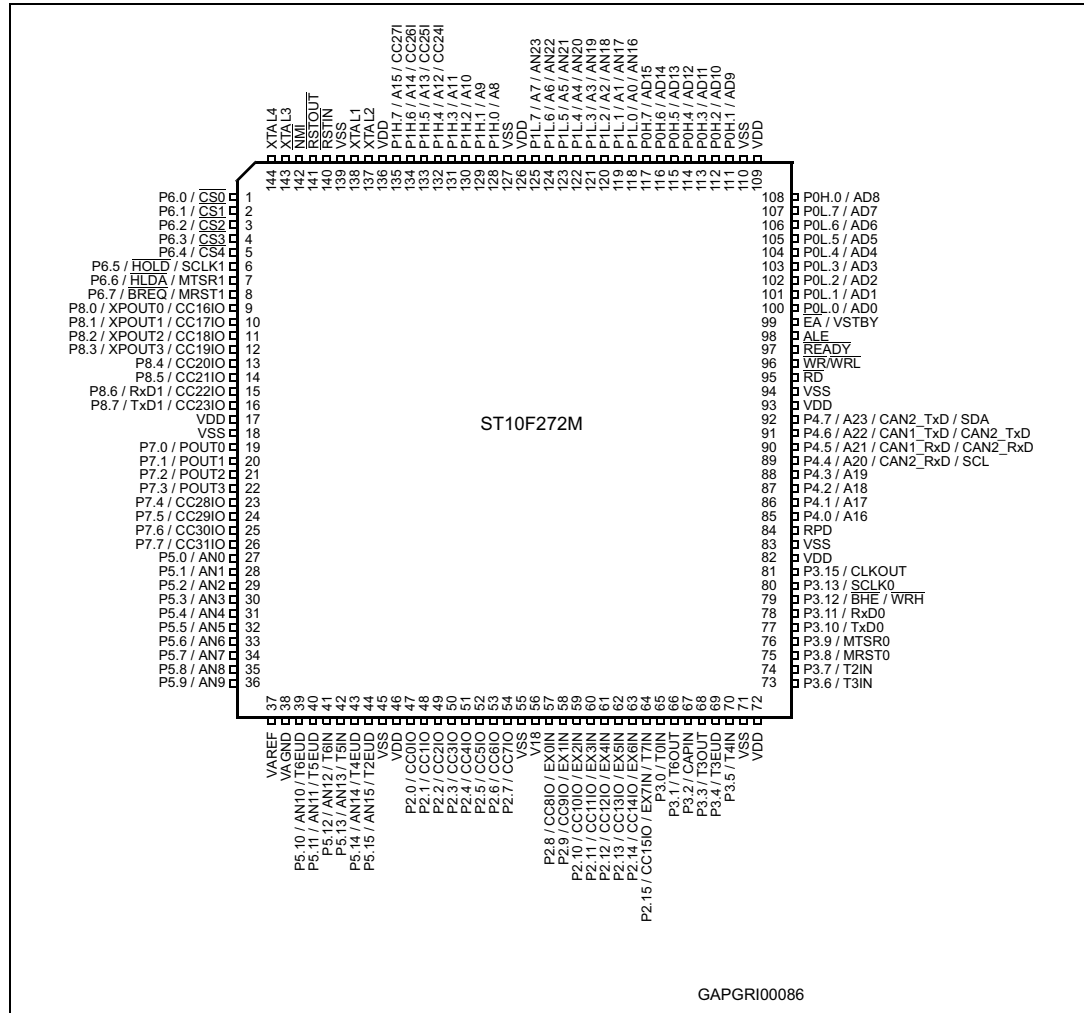 XTAL4
XTAL3
NMI
RSTOUT
RSTIN
VSS
XTAL1
XTAL2
VDD
P1H.7 / A15 / CC27I
P1H.6 / A14 / CC26I
P1H.5 / A13 / CC25I
P1H.4 / A12 / CC24I
P1H.3 / A11
P1H.2 / A10
P1H.1 / A9
P1H.0 / A8
VSS
VDD
P1L.7 / A7 / AN23
P1L.6 / A6 / AN22
P1L.5 / A5 / AN21
P1L.4 / A4 / AN20
P1L.3 / A3 / AN19
P1L.2 / A2 / AN18
P1L.1 / A1 / AN17
P1L.0 / A0 / AN16
P0H.7 / AD15
P0H.6 / AD14
P0H.5 / AD13
P0H.4 / AD12
P0H.3 / AD11
P0H.2 / AD10
P0H.1 / AD9
VSS
VDD
144 143 142 141 140 139 138 137 136 135 134 133 132 131 130 129 128 127 126 125 124 123 122 121 120 119 118 117 116 115 114 113 112 111 110 109
P6.0 / CS0 1
P6.1 / CS1 2
P6.2 / CS2 3
P6.3 / CS3 4
P6.4 / CS4 5
P6.5 / HOLD / SCLK1 6
P6.6 / HLDA / MTSR1 7
P6.7 / BREQ / MRST1 8
P8.0 / XPOUT0 / CC16IO 9
P8.1 / XPOUT1 / CC17IO 10
P8.2 / XPOUT2 / CC18IO 11
P8.3 / XPOUT3 / CC19IO 12
P8.4 / CC20IO 13
P8.5 / CC21IO 14
P8.6 / RxD1 / CC22IO 15
P8.7 / TxD1 / CC23IO 16
VDD 17
VSS 18
P7.0 / POUT0 19
P7.1 / POUT1 20
P7.2 / POUT2 21
P7.3 / POUT3 22
P7.4 / CC28IO 23
P7.5 / CC29IO 24
P7.6 / CC30IO 25
P7.7 / CC31IO 26
P5.0 / AN0 27
P5.1 / AN1 28
P5.2 / AN2 29
P5.3 / AN3 30
P5.4 / AN4 31
P5.5 / AN5 32
P5.6 / AN6 33
P5.7 / AN7 34
P5.8 / AN8 35
P5.9 / AN9 36
ST10F272M
108 P0H.0 / AD8
107 P0L.7 / AD7
106 P0L.6 / AD6
105 P0L.5 / AD5
104 P0L.4 / AD4
103 P0L.3 / AD3
102 P0L.2 / AD2
101 P0L.1 / AD1
100 P0L.0 / AD0
99 EA / VSTBY
98 ALE
97 READY
96 WR/WRL
95 RD
94 VSS
93 VDD
92 P4.7 / A23 / CAN2_TxD / SDA
91 P4.6 / A22 / CAN1_TxD / CAN2_TxD
90 P4.5 / A21 / CAN1_RxD / CAN2_RxD
89 P4.4 / A20 / CAN2_RxD / SCL
88 P4.3 / A19
87 P4.2 / A18
86 P4.1 / A17
85 P4.0 / A16
84 RPD
83 VSS
82 VDD
81 P3.15 / CLKOUT
80 P3.13 / SCLK0
79 P3.12 / BHE / WRH
78 P3.11 / RxD0
77 P3.10 / TxD0
76 P3.9 / MTSR0
75 P3.8 / MRST0
74 P3.7 / T2IN
73 P3.6 / T3IN
37 38 39 40 41 42 43 44 45 46 47 48 49 50 51 52 53 54 55 56 57 58 59 60 61 62 63 64 65 66 67 68 69 70 71 72
VAREF
VAGND
P5.10 / AN10 / T6EUD
P5.11 / AN11 / T5EUD
P5.12 / AN12 / T6IN
P5.13 / AN13 / T5IN
P5.14 / AN14 / T4EUD
P5.15 / AN15 / T2EUD
VSS
VDD
P2.0 / CC0IO
P2.1 / CC1IO
P2.2 / CC2IO
P2.3 / CC3IO
P2.4 / CC4IO
P2.5 / CC5IO
P2.6 / CC6IO
P2.7 / CC7IO
VSS
V18
P2.8 / CC8IO / EX0IN
P2.9 / CC9IO / EX1IN
P2.10 / CC10IO / EX2IN
P2.11 / CC11IO / EX3IN
P2.12 / CC12IO / EX4IN
P2.13 / CC13IO / EX5IN
P2.14 / CC14IO / EX6IN
P2.15 / CC15IO / EX7IN / T7IN
P3.0 / T0IN
P3.1 / T6OUT
P3.2 / CAPIN
P3.3 / T3OUT
P3.4 / T3EUD
P3.5 / T4IN
VSS
VDD
GAPGRI00086